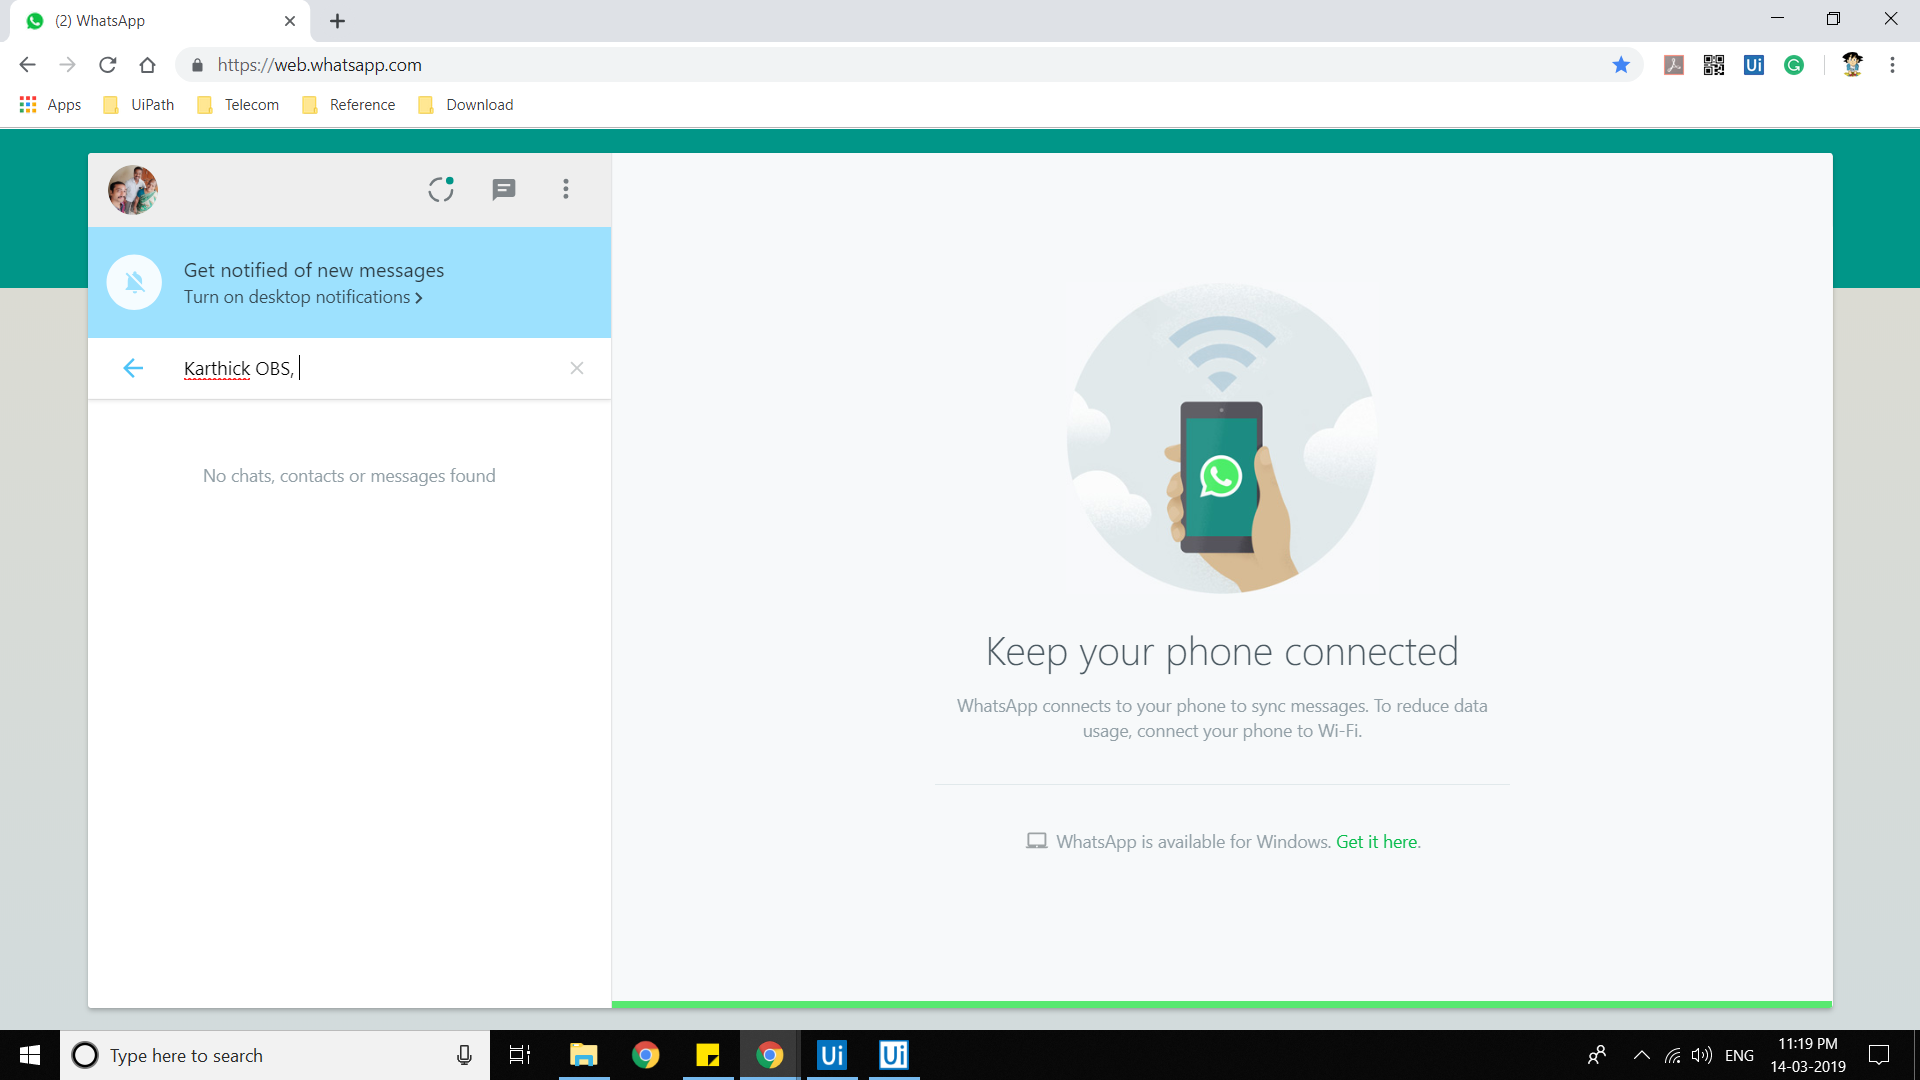 (2) WhatsApp
https://web.whatsapp.com
Ui
G
Apps
UiPath
Telecom
Reference
Download
Get notified of new messages
Turn on desktop notifications
Karthick OBS,
No chats, contacts or messages found
Keep your phone connected
WhatsApp connects to your phone to sync messages. To reduce data
usage, connect your phone to Wi-Fi.
WhatsApp is available for Windows. Get it here.
Type here to search
Ui
Ui
ENG
11:19 PM
14-03-2019